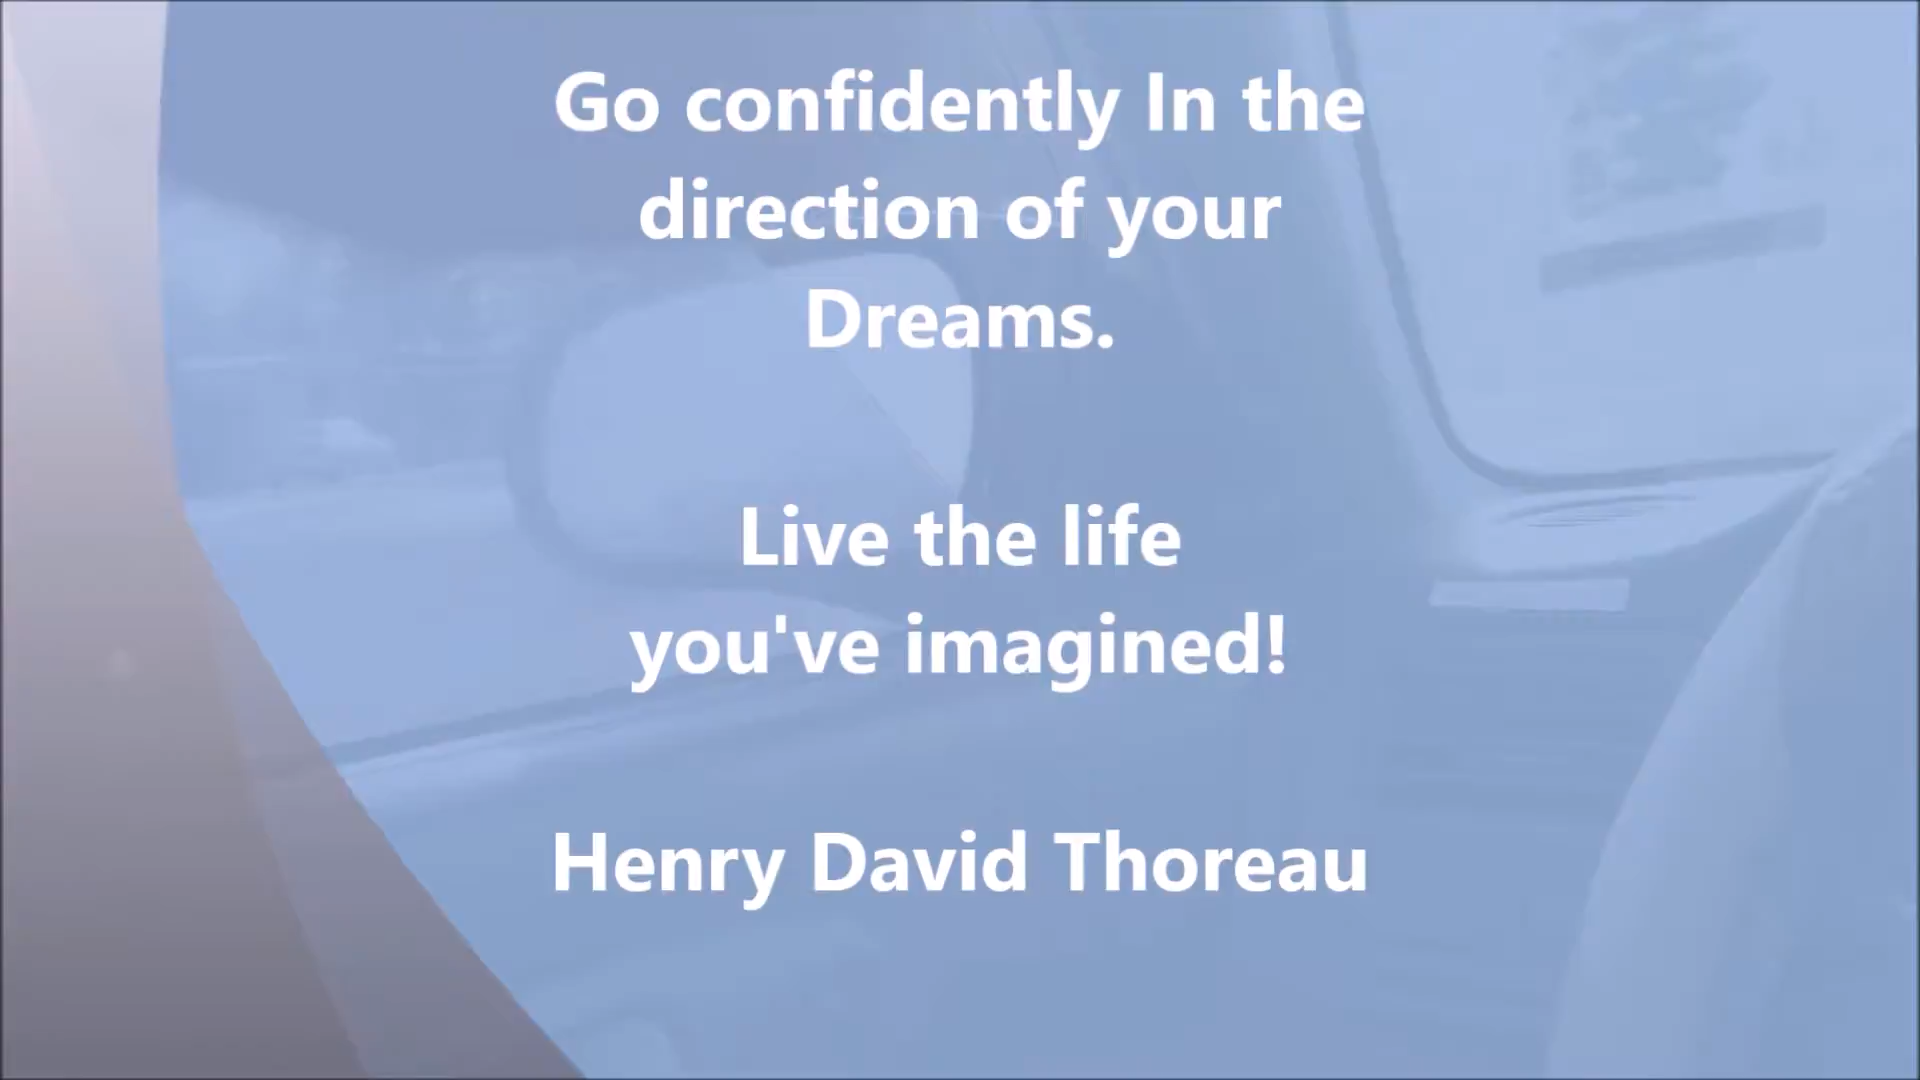 Go confidently In the
direction of your
Dreams.
Live the life
you've imagined!
Henry David Thoreau